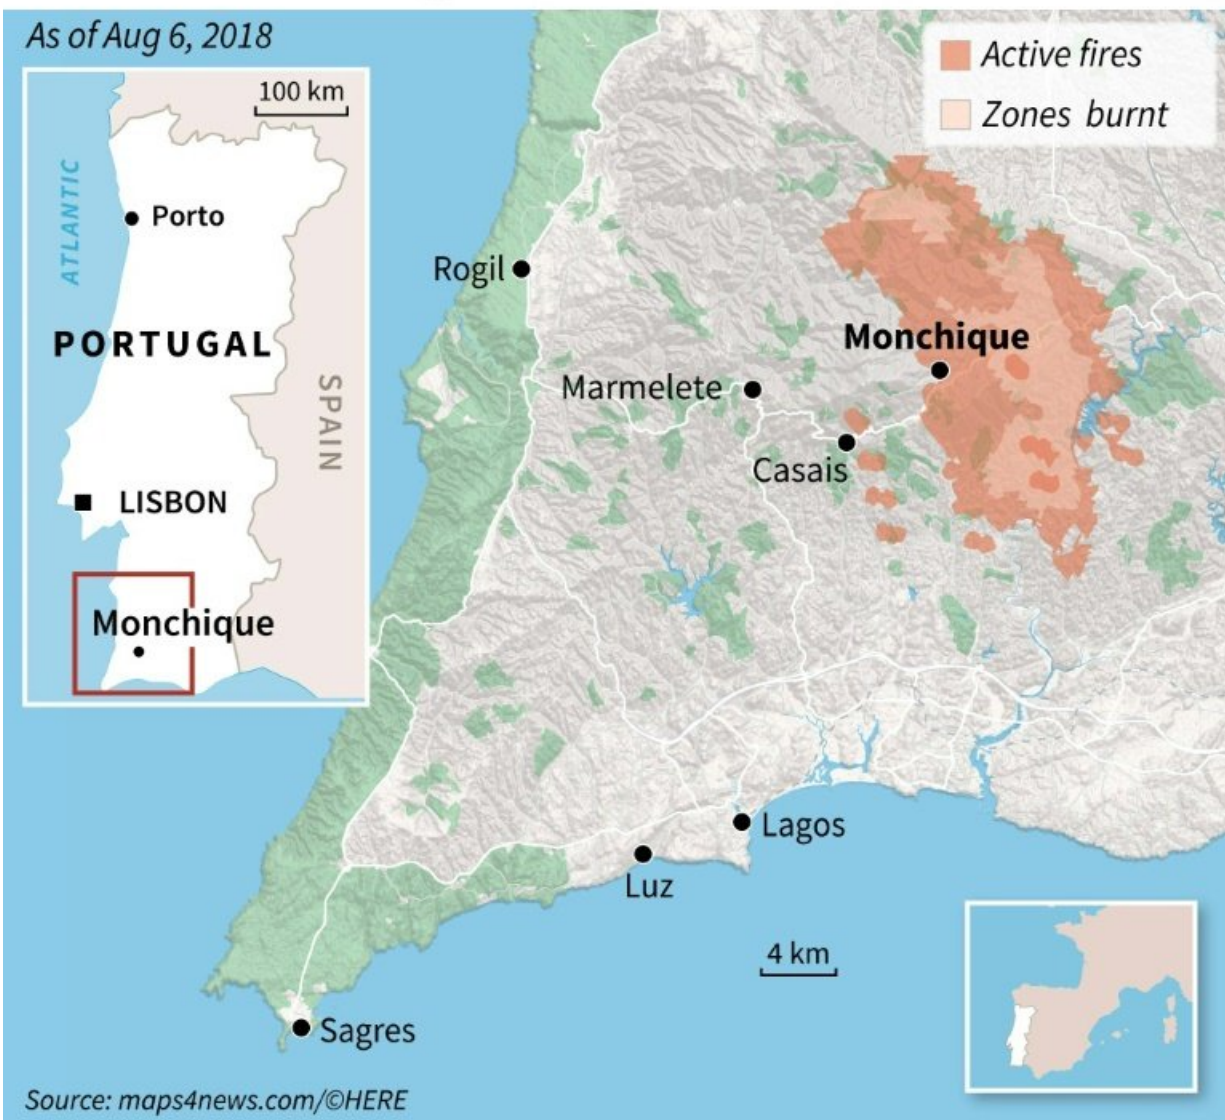 As of Aug 6, 2018
Active fires
Zones burnt
100 km
ATLANTIC
Porto
PORTUGAL
SPAIN
LISBON
Monchique
Rogil
Monchique
Marmelete
Casais
Lagos
Luz
4 km
Sagres
Source: maps4news.com/©HERE